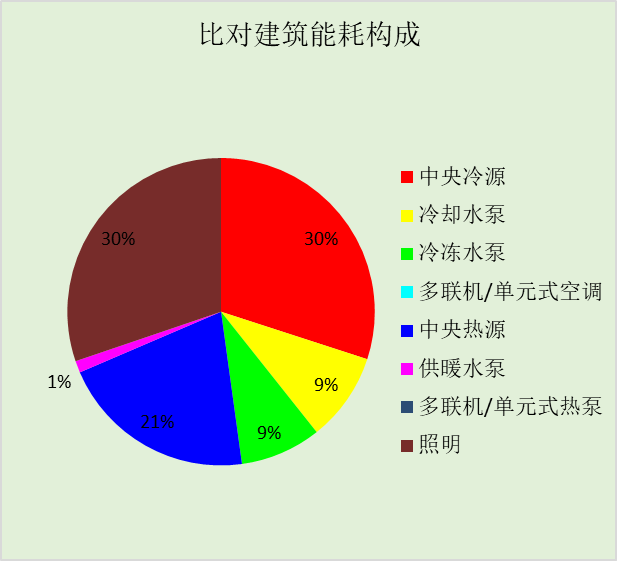 比对建筑能耗构成
30%
30%
9%
9%
21%
1%
中央冷源
冷却水泵
冷冻水泵
多联机/单元式空调
中央热源
供暖水泵
多联机/单元式热泵
照明